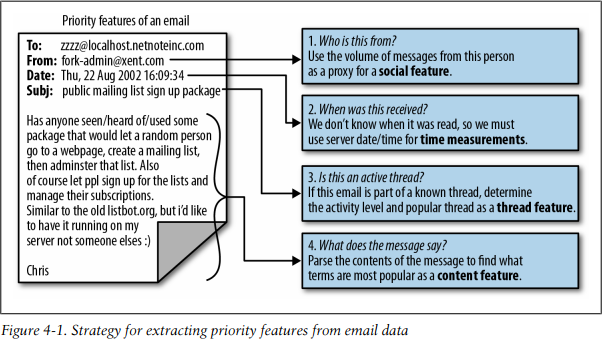 Priority features of an email
To: zzzz@localhost.netnoteinc.com
From: fork-admin@xent.com
Date: Thu, 22 Aug 2002 16:09:34
Subj: public mailing list sign up package
Has anyone seen/heard of/used some
package that would let a random person
go to a webpage, create a mailing list,
then adminster that list. Also
of course let ppl sign up for the lists and
manage their subscriptions.
Similar to the old listbot.org, but i'd like
to have it running on my
server not someone elses :)
Chris
1. Who is this from?
Use the volume of messages from this person
as a proxy for a social feature.
2. When was this received?
We don't know when it was read, so we must
use server date/time for time measurements.
3. Is this an active thread?
If this email is part of a known thread, determine
the activity level and popular thread as a thread feature.
4. What does the message say?
Parse the contents of the message to find what
terms are most popular as a content feature.
Figure 4-1. Strategy for extracting priority features from email data